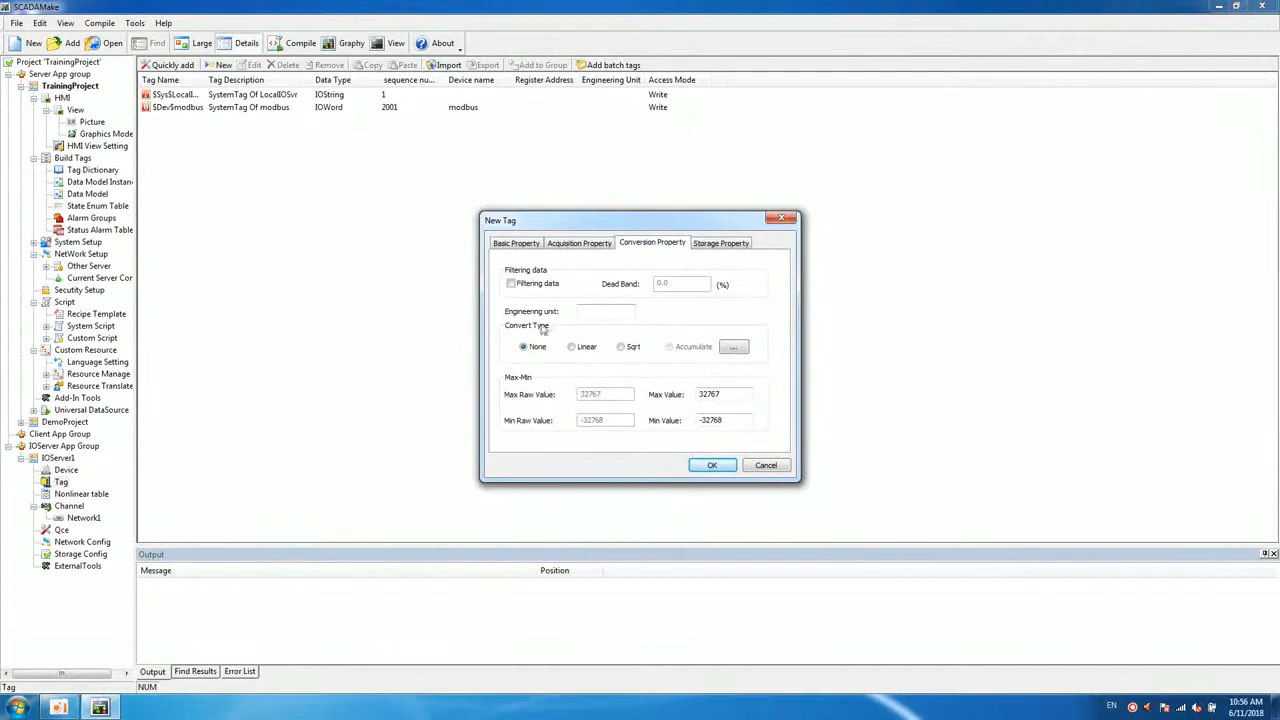 SCADAMake
File Edit View Compile Tools Help
New Add Open Find Large Details Compile Graphy View About
Project 'TrainingProject'
Server App group
TrainingProject
HMI
View
Picture
Graphics Mode
HMI View Setting
Build Tags
Tag Dictionary
Data Model Instan
Data Model
State Enum Table
Alarm Groups
Status Alarm Table
System Setup
NetWork Setup
Other Server
Current Server Cor
Secutity Setup
Script
Recipe Template
System Script
Custom Script
Custom Resource
Language Setting
Resource Manage
Resource Translate
Add-In Tools
Universal DataSource
DemoProject
Client App Group
IOServer App Group
IOServer1
Device
Tag
Nonlinear table
Channel
Network1
Qce
Network Config
Storage Config
ExternalTools
Quickly add New Edit Delete Remove Copy Paste Import Export Add to Group Add batch tags
Tag Name Tag Description Data Type sequence nu... Device name Register Address Engineering Unit Access Mode
$Sys$Locall... SystemTag Of LocalIOSvr IOString 1 Write
$Dev$modbus SystemTag of modbus IOWord 2001 modbus Write
New Tag
Basic Property Acquisition Property Conversion Property Storage Property
Filtering data
Filtering data Dead Band: 0.0 (%)
Engineering unit:
Convert Type
None Linear Sqrt Accumulate ...
Max-Min
Max Raw Value: 32767 Max Value: 32767
Min Raw Value: -32768 Min Value: -32768
OK Cancel
Output
Message Position
Output Find Results Error List
Tag NUM
EN 10:56 AM
6/11/2018